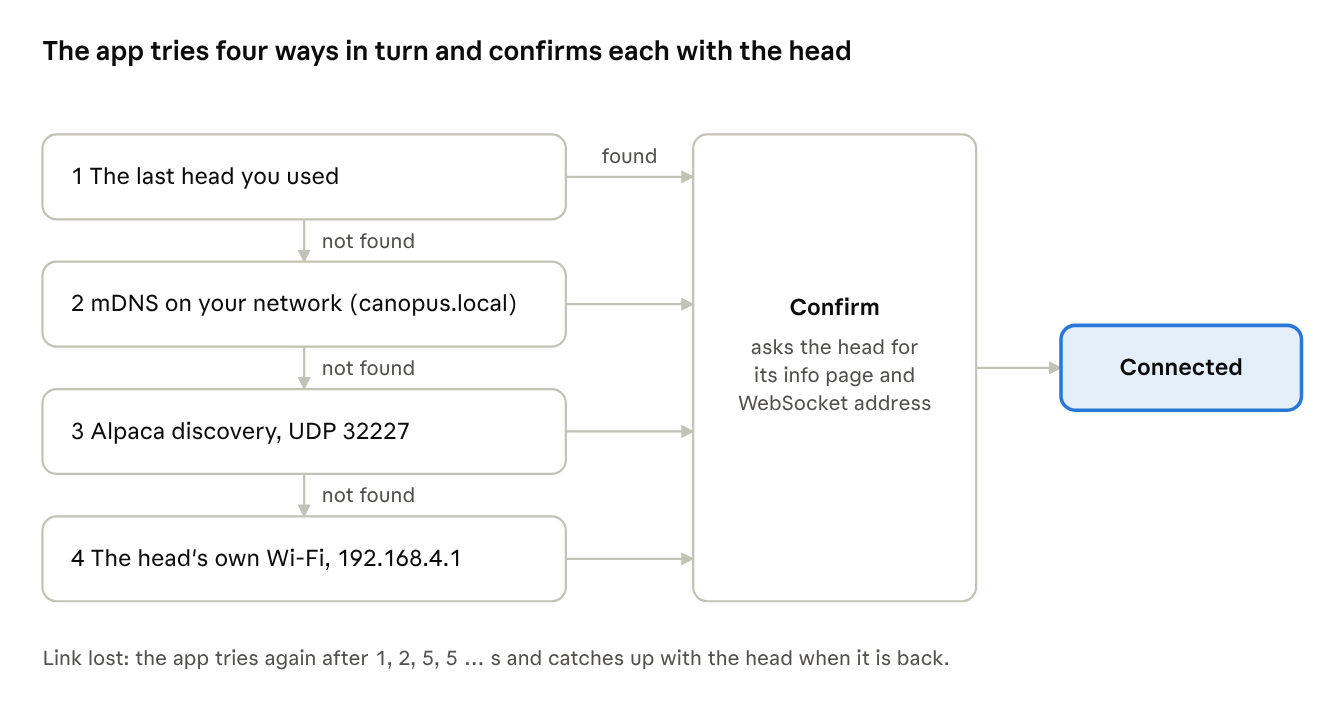 The app tries four ways in turn and confirms each with the head
1 The last head you used
found
not found
2 mDNS on your network (canopus.local)
not found
3 Alpaca discovery, UDP 32227
not found
4 The head's own Wi-Fi, 192.168.4.1
Confirm
asks the head for
its info page and
WebSocket address
Connected
Link lost: the app tries again after 1, 2, 5, 5 … s and catches up with the head when it is back.